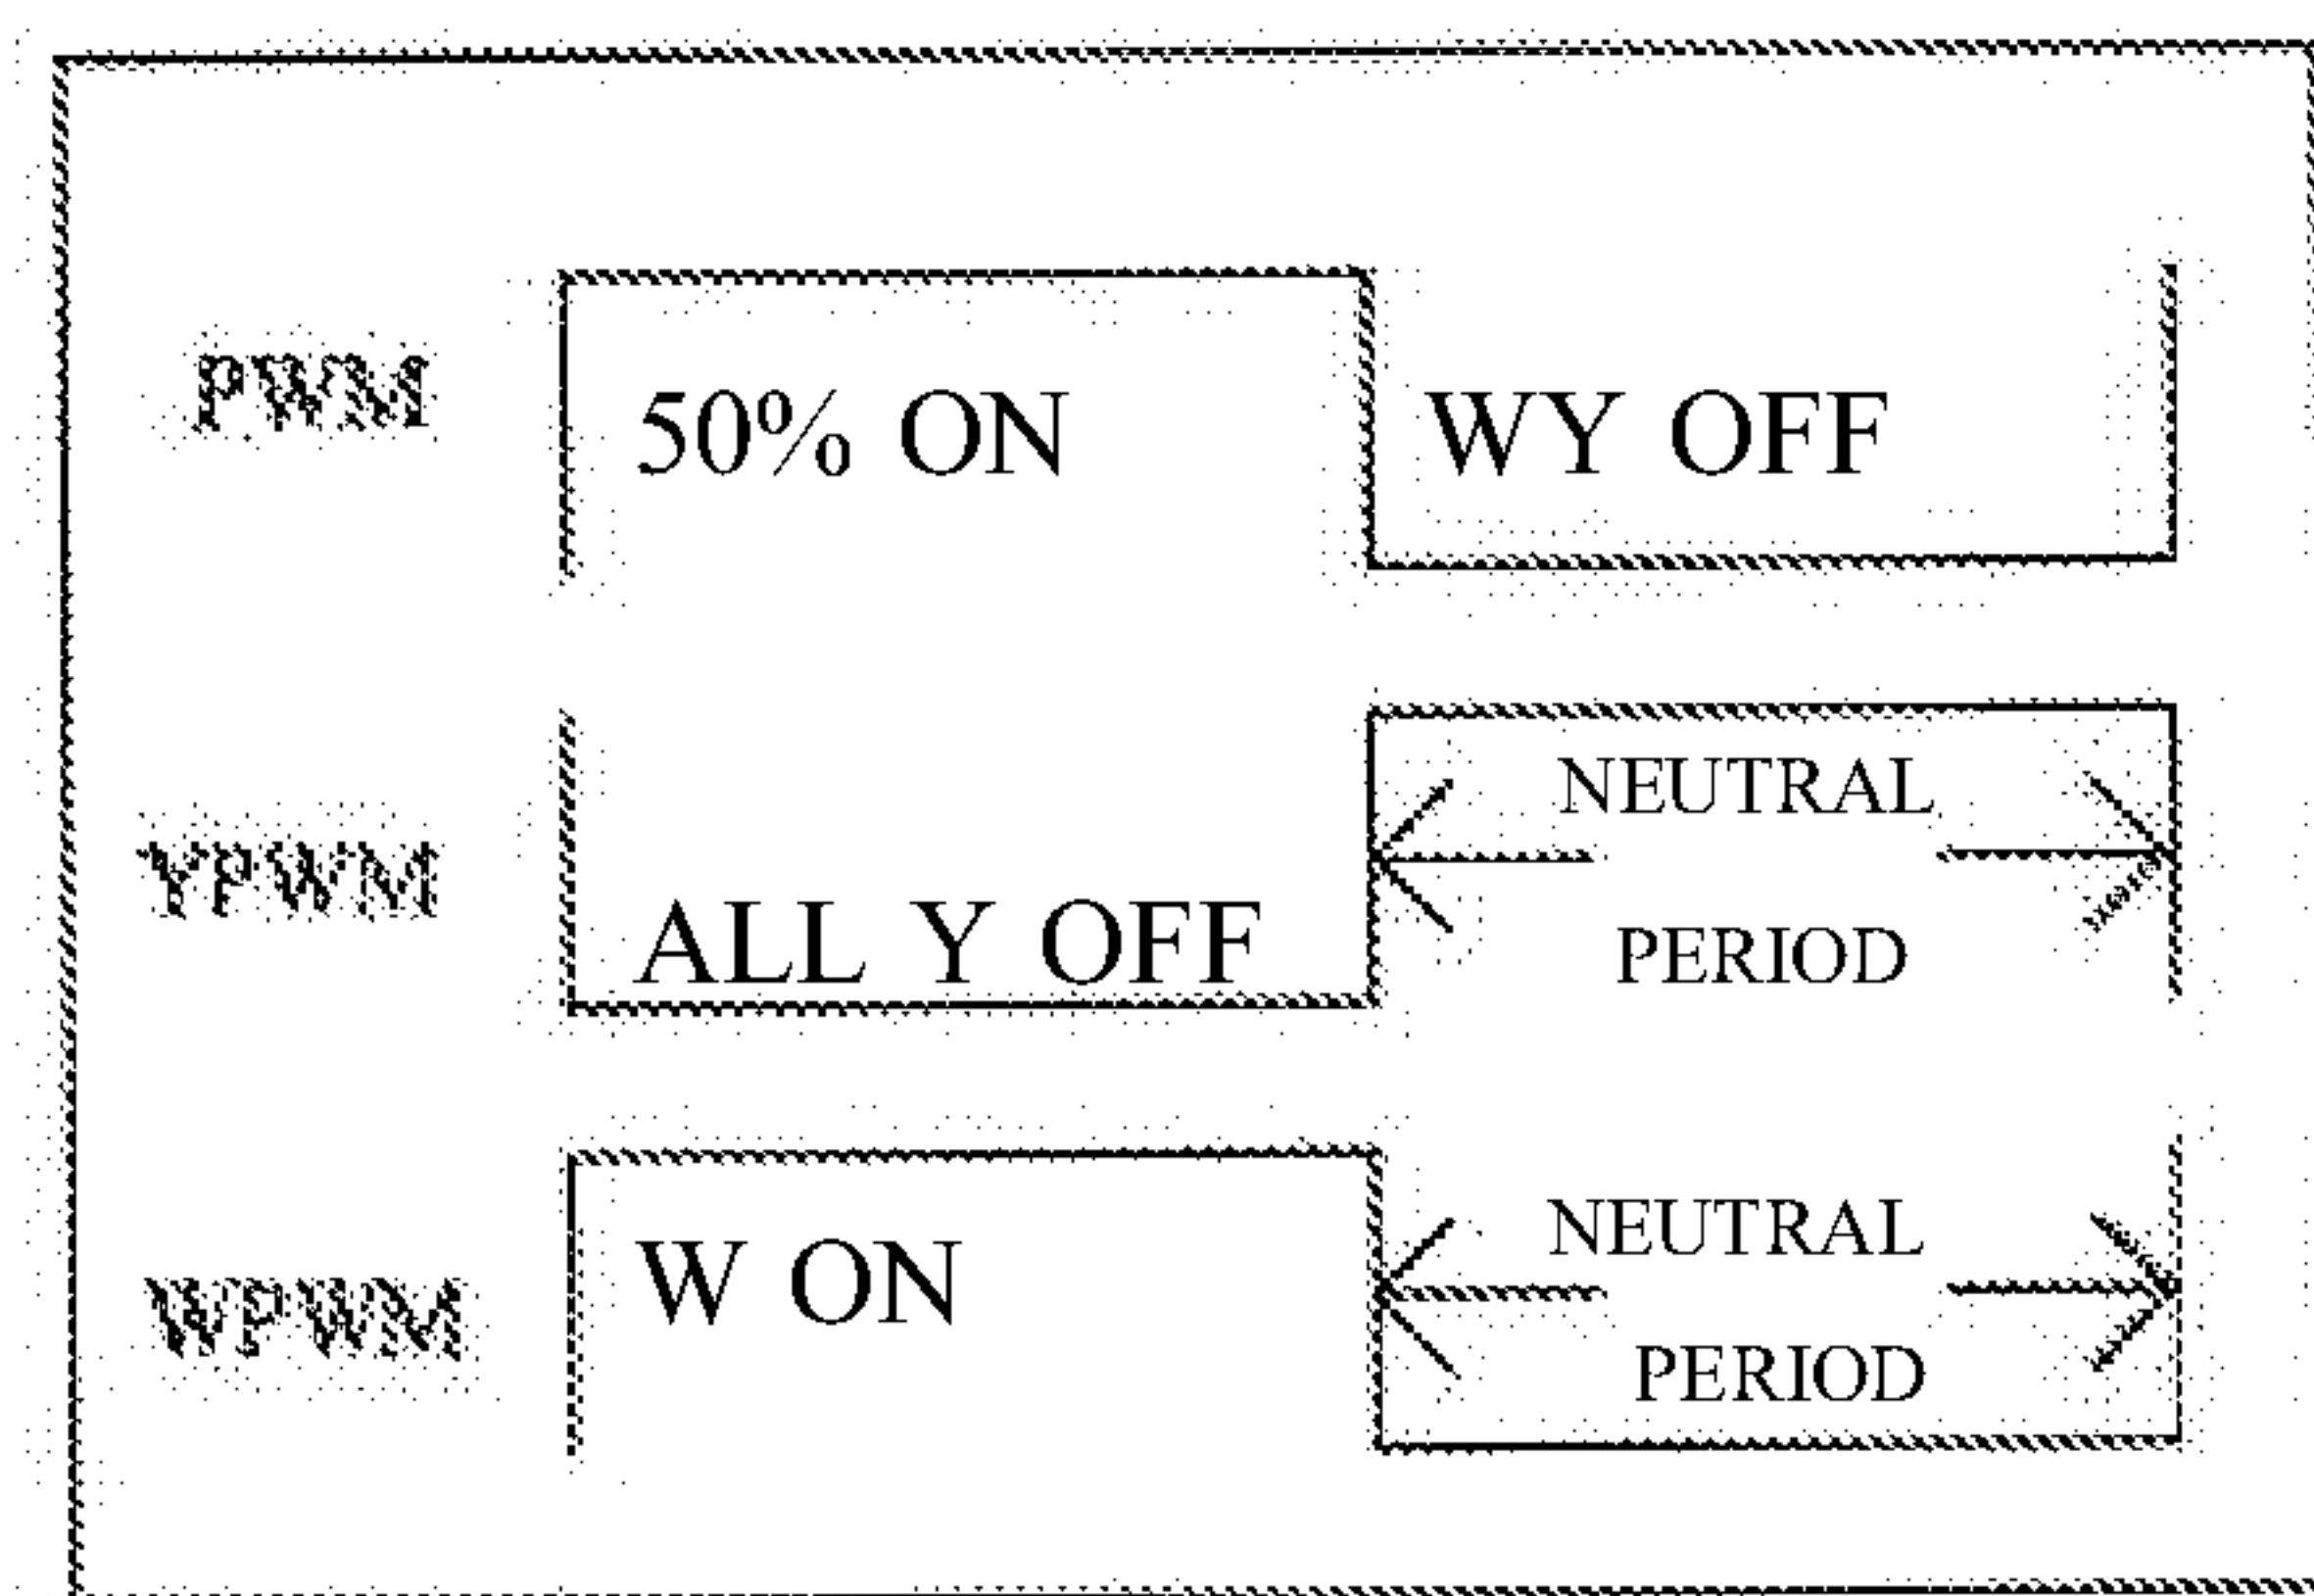 PWM
50% ON
WY OFF
YPWM
ALL Y OFF
NEUTRAL
PERIOD
WPWM
W ON
NEUTRAL
PERIOD